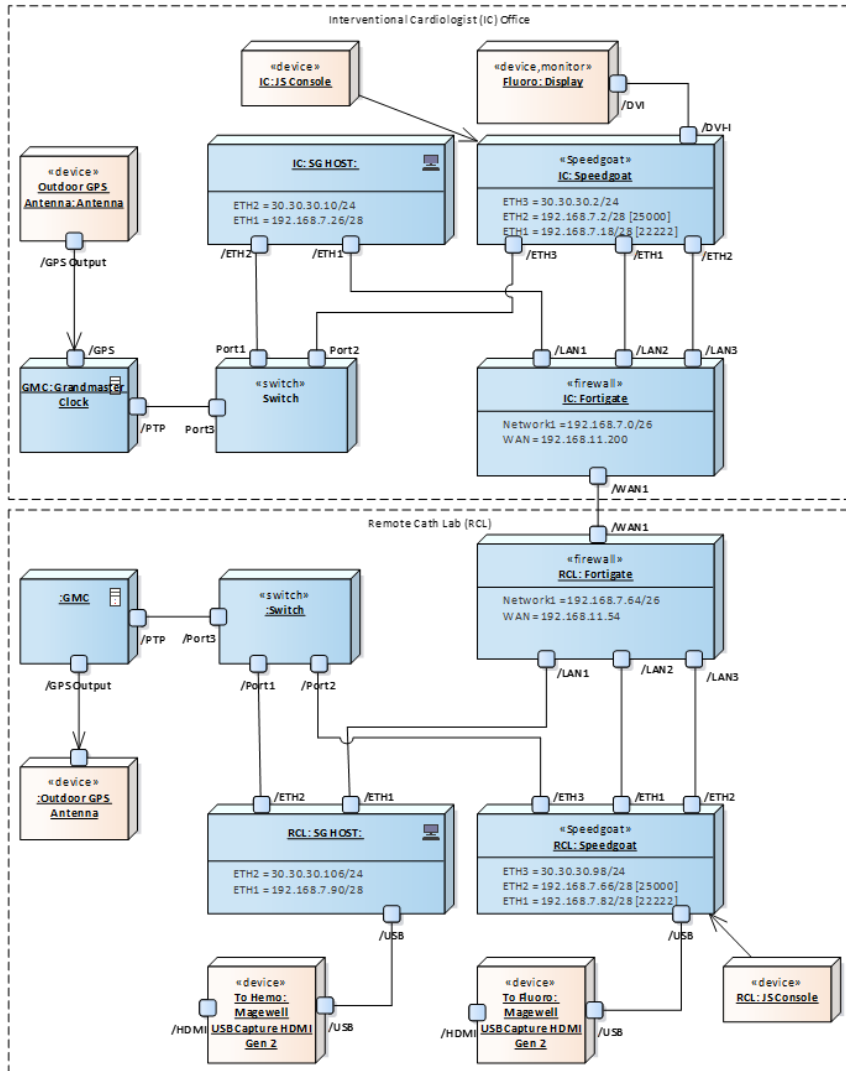 Interventional Cardiologist (IC) Office
«device»
IC:JS Console
«device,monitor»
Fluoro: Display
/DVI
/DVI-I
«device»
Outdoor GPS
Antenna: Antenna
/GPS Output
IC: SG HOST:
ETH2 = 30.30.30.10/24
ETH1 = 192.168.7.26/28
/ETH2
/ETH1
«Speedgoat»
IC: Speedgoat
ETH3 = 30.30.30.2/24
ETH2 = 192.168.7.2/28 [25000]
ETH1 = 192.168.7.18/28 [22222]
/ETH3
/ETH1
/ETH2
/GPS
GMC: Grandmaster
Clock
/PTP
Port1
Port2
Port3
«switch»
Switch
/LAN1
/LAN2
/LAN3
«firewall»
IC: Fortigate
Network1 =192.168.7.0/26
WAN=192.168.11.200
/WAN1
Remote Cath Lab (RCL)
/WAN1
«firewall»
RCL: Fortigate
Network1 =192.168.7.64/26
WAN=192.168.11.54
/LAN1
/LAN2
/LAN3
:GMC
/PTP
/GPS Output
«switch»
:Switch
/Port3
/Port1
/Port2
«device»
:Outdoor GPS
Antenna
/ETH2
/ETH1
RCL: SG HOST:
ETH2 = 30.30.30.106/24
ETH1 = 192.168.7.90/28
/USB
/ETH3
/ETH1
/ETH2
«Speedgoat»
RCL: Speedgoat
ETH3 = 30.30.30.98/24
ETH2 = 192.168.7.66/28 [25000]
ETH1 = 192.168.7.82/28 [22222]
/USB
«device»
To Hemo:
Magewell
USB Capture HDMI
Gen 2
/HDMI
/USB
«device»
To Fluoro:
Magewell
USB Capture HDMI
Gen 2
/HDMI
/USB
«device»
RCL: JS Console